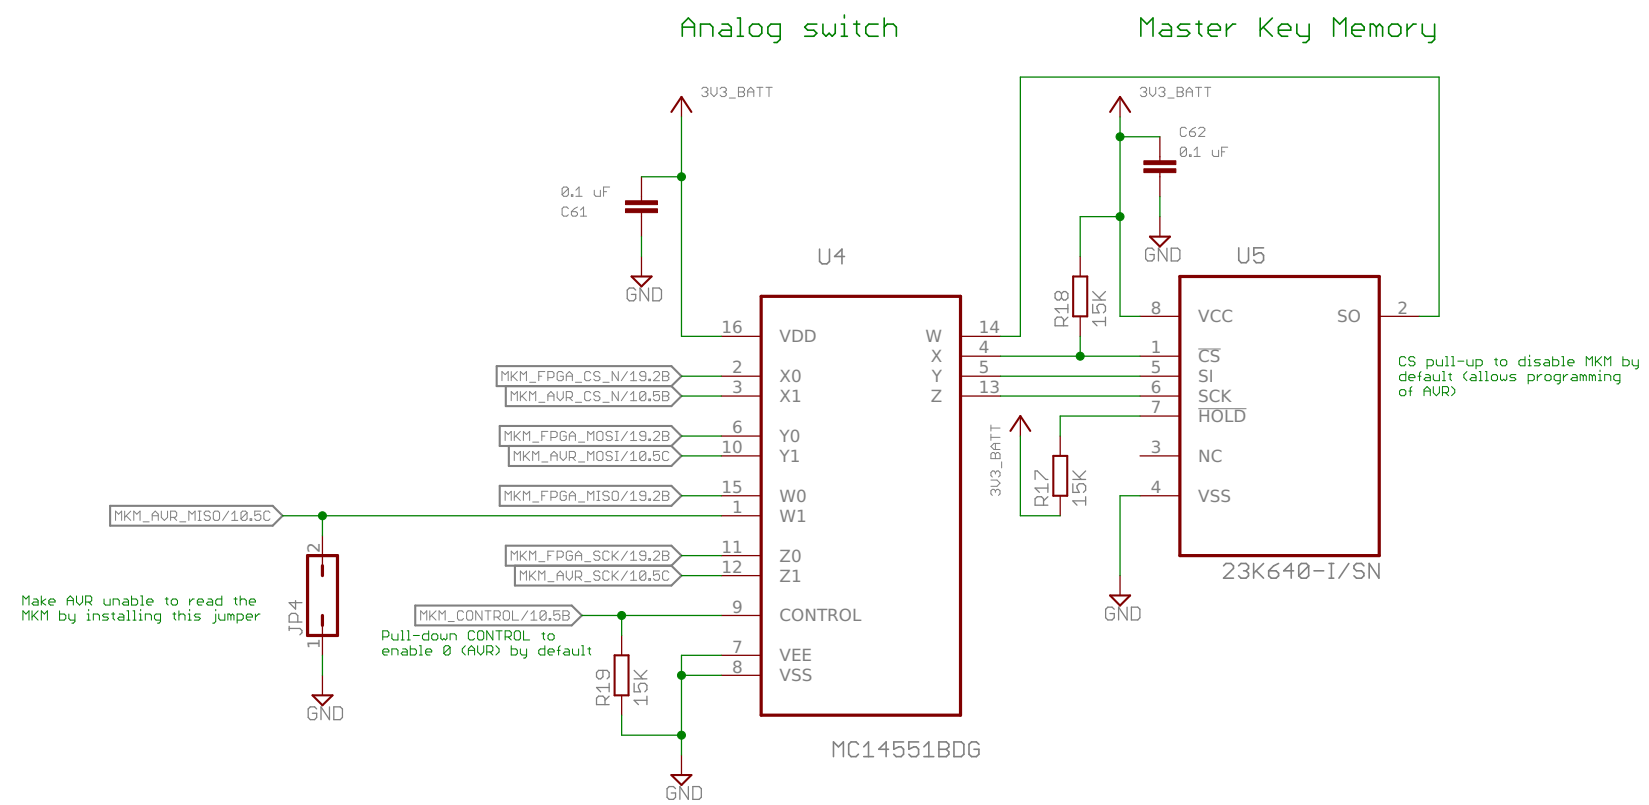 Analog switch
Master Key Memory
3V3_BATT
3V3_BATT
C62
0.1 uF
0.1 uF
C61
GND
GND
U4
U5
R18
15K
16 VDD
W 14
X 4
Y 5
Z 13
8 VCC
SO 2
1 CS
5 SI
6 SCK
7 HOLD
3 NC
4 VSS
CS pull-up to disable MKM by
default (allows programming
of AVR)
MKM_FPGA_CS_N/19.2B 2 X0
MKM_AVR_CS_N/10.5B 3 X1
MKM_FPGA_MOSI/19.2B 6 Y0
MKM_AVR_MOSI/10.5C 10 Y1
MKM_FPGA_MISO/19.2B 15 W0
MKM_AVR_MISO/10.5C 1 W1
MKM_FPGA_SCK/19.2B 11 Z0
MKM_AVR_SCK/10.5C 12 Z1
MKM_CONTROL/10.5B 9 CONTROL
7 VEE
8 VSS
3V3_BATT
R17
15K
23K640-I/SN
GND
2
JP4
1
Make AVR unable to read the
MKM by installing this jumper
GND
Pull-down CONTROL to
enable 0 (AVR) by default
R19
15K
MC14551BDG
GND